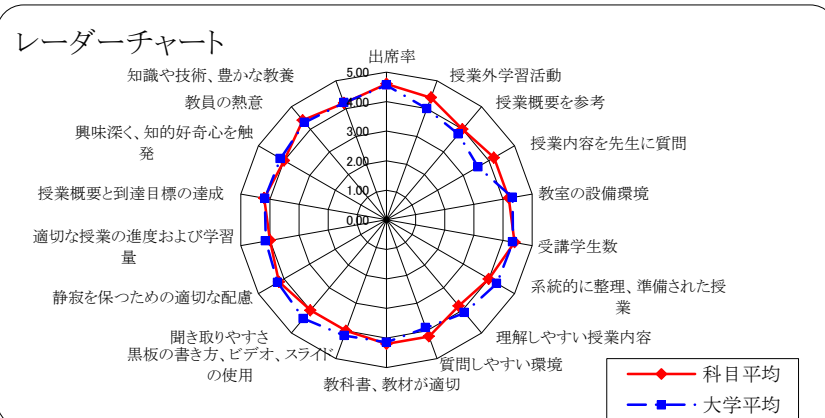 レーダーチャート
出席率
授業外学習活動
授業概要を参考
授業内容を先生に質問
教室の設備環境
受講学生数
系統的に整理、準備された授
業
理解しやすい授業内容
質問しやすい環境
教科書、教材が適切
黒板の書き方、ビデオ、スライド
の使用
聞き取りやすさ
静寂を保つための適切な配慮
適切な授業の進度および学習
量
授業概要と到達目標の達成
興味深く、知的好奇心を触
発
教員の熱意
知識や技術、豊かな教養
5.00
4.00
3.00
2.00
1.00
0.00
科目平均
大学平均